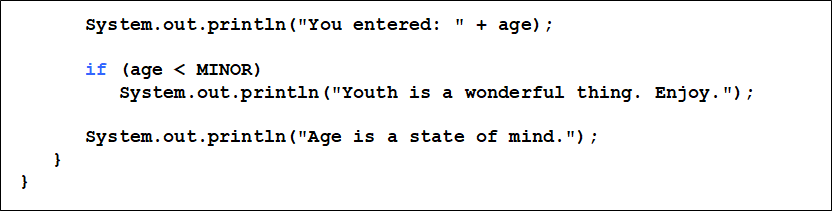 System.out.println("You entered: " + age);
if (age < MINOR)
System.out.println("Youth is a wonderful thing. Enjoy.");
System.out.println("Age is a state of mind.");
}
}